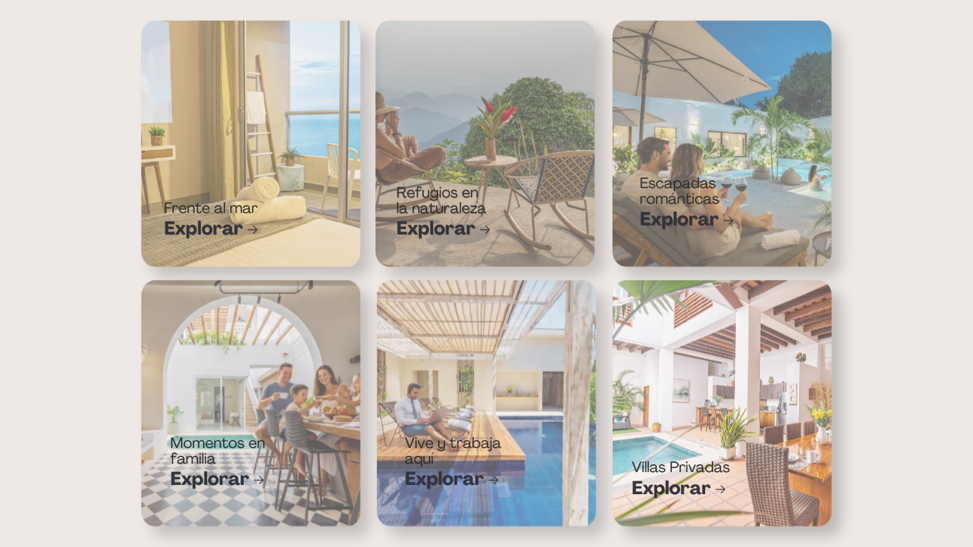 Frente al mar
Explorar →
Refugios en
la naturaleza
Explorar →
Escapadas
románticas
Explorar →
Momentos en
familia
Explorar →
Vive y trabaja
aquí
Explorar →
Villas Privadas
Explorar →